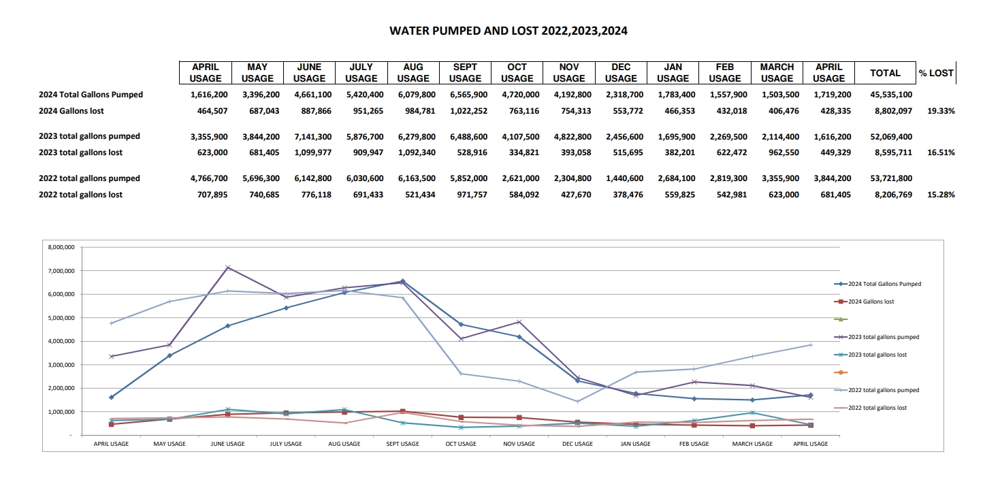 WATER PUMPED AND LOST 2022,2023,2024
APRIL USAGE MAY USAGE JUNE USAGE JULY USAGE AUG USAGE SEPT USAGE OCT USAGE NOV USAGE DEC USAGE JAN USAGE FEB USAGE MARCH USAGE APRIL USAGE TOTAL % LOST
2024 Total Gallons Pumped 1,616,200 3,396,200 4,661,100 5,420,400 6,079,800 6,565,900 4,720,000 4,192,800 2,318,700 1,783,400 1,557,900 1,503,500 1,719,200 45,535,100
2024 Gallons lost 464,507 687,043 887,866 951,265 984,781 1,022,252 763,116 754,313 553,772 466,353 432,018 406,476 428,335 8,802,097 19.33%
2023 total gallons pumped 3,355,900 3,844,200 7,141,300 5,876,700 6,279,800 6,488,600 4,107,500 4,822,800 2,456,600 1,695,900 2,269,500 2,114,400 1,616,200 52,069,400
2023 total gallons lost 623,000 681,405 1,099,977 909,947 1,092,340 528,916 334,821 393,058 515,695 382,201 622,472 962,550 449,329 8,595,711 16.51%
2022 total gallons pumped 4,766,700 5,696,300 6,142,800 6,030,600 6,163,500 5,852,000 2,621,000 2,304,800 1,440,600 2,684,100 2,819,300 3,355,900 3,844,200 53,721,800
2022 total gallons lost 707,895 740,685 776,118 691,433 521,434 971,757 584,092 427,670 378,476 559,825 542,981 623,000 681,405 8,206,769 15.28%
8,000,000
7,000,000
6,000,000
5,000,000
4,000,000
3,000,000
2,000,000
1,000,000
-
APRIL USAGE MAY USAGE JUNE USAGE JULY USAGE AUG USAGE SEPT USAGE OCT USAGE NOV USAGE DEC USAGE JAN USAGE FEB USAGE MARCH USAGE APRIL USAGE
2024 Total Gallons Pumped
2024 Gallons lost
2023 total gallons pumped
2023 total gallons lost
2022 total gallons pumped
2022 total gallons lost